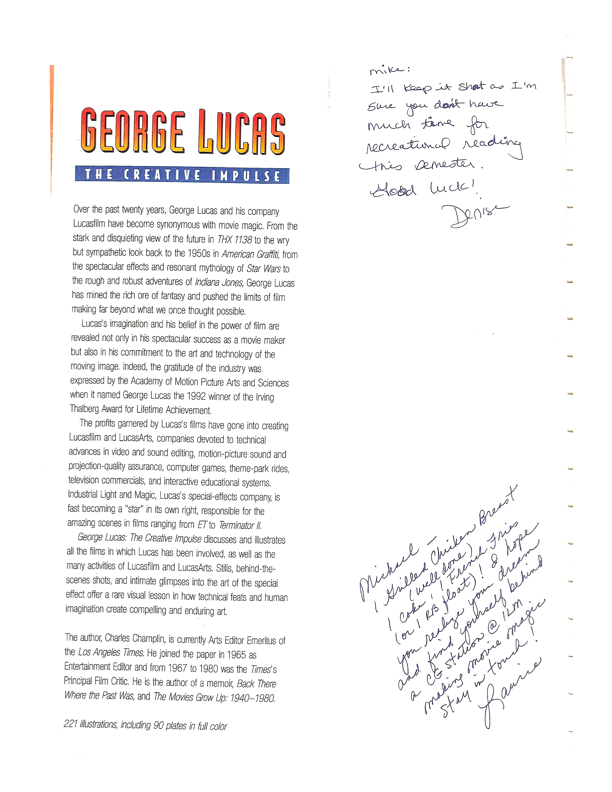 GEORGE LUCAS
THE CREATIVE IMPULSE
Over the past twenty years, George Lucas and his company
Lucasfilm have become synonymous with movie magic. From the
stark and disquieting view of the future in THX 1138 to the wry
but sympathetic look back to the 1950s in American Graffiti, from
the spectacular effects and resonant mythology of Star Wars to
the rough and robust adventures of Indiana Jones, George Lucas
has mined the rich ore of fantasy and pushed the limits of film
making far beyond what we once thought possible.
Lucas's imagination and his belief in the power of film are
revealed not only in his spectacular success as a movie maker
but also in his commitment to the art and technology of the
moving image. Indeed, the gratitude of the industry was
expressed by the Academy of Motion Picture Arts and Sciences
when it named George Lucas the 1992 winner of the Irving
Thalberg Award for Lifetime Achievement.
The profits garnered by Lucas's films have gone into creating
Lucasfilm and LucasArts, companies devoted to technical
advances in video and sound editing, motion-picture sound and
projection-quality assurance, computer games, theme-park rides,
television commercials, and interactive educational systems.
Industrial Light and Magic, Lucas's special-effects company, is
fast becoming a "star" in its own right, responsible for the
amazing scenes in films ranging from ET to Terminator II.
George Lucas: The Creative Impulse discusses and illustrates
all the films in which Lucas has been involved, as well as the
many activities of Lucasfilm and LucasArts. Stills, behind-the-
scenes shots, and intimate glimpses into the art of the special
effect offer a rare visual lesson in how technical feats and human
imagination create compelling and enduring art.
The author, Charles Champlin, is currently Arts Editor Emeritus of
the Los Angeles Times. He joined the paper in 1965 as
Entertainment Editor and from 1967 to 1980 was the Times's
Principal Film Critic. He is the author of a memoir, Back There
Where the Past Was, and The Movies Grow Up: 1940–1980.
221 illustrations, including 90 plates in full color
mike:
I'll keep it short as I'm
sure you don't have
much time for
recreational reading
this semester.
Good luck!
Denise
Michael —
1 Grilled Chicken Breast
(well done)
1 coke, 1 French Fries
(or 1 RB float)! I hope
you realize your dream
and find yourself behind
a CG station @ ILM
making movie magic
Stay in touch!
Laurice